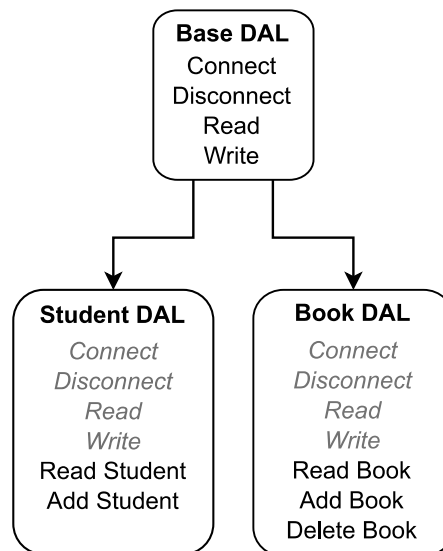 Base DAL
Connect
Disconnect
Read
Write
Student DAL
Connect
Disconnect
Read
Write
Read Student
Add Student
Book DAL
Connect
Disconnect
Read
Write
Read Book
Add Book
Delete Book